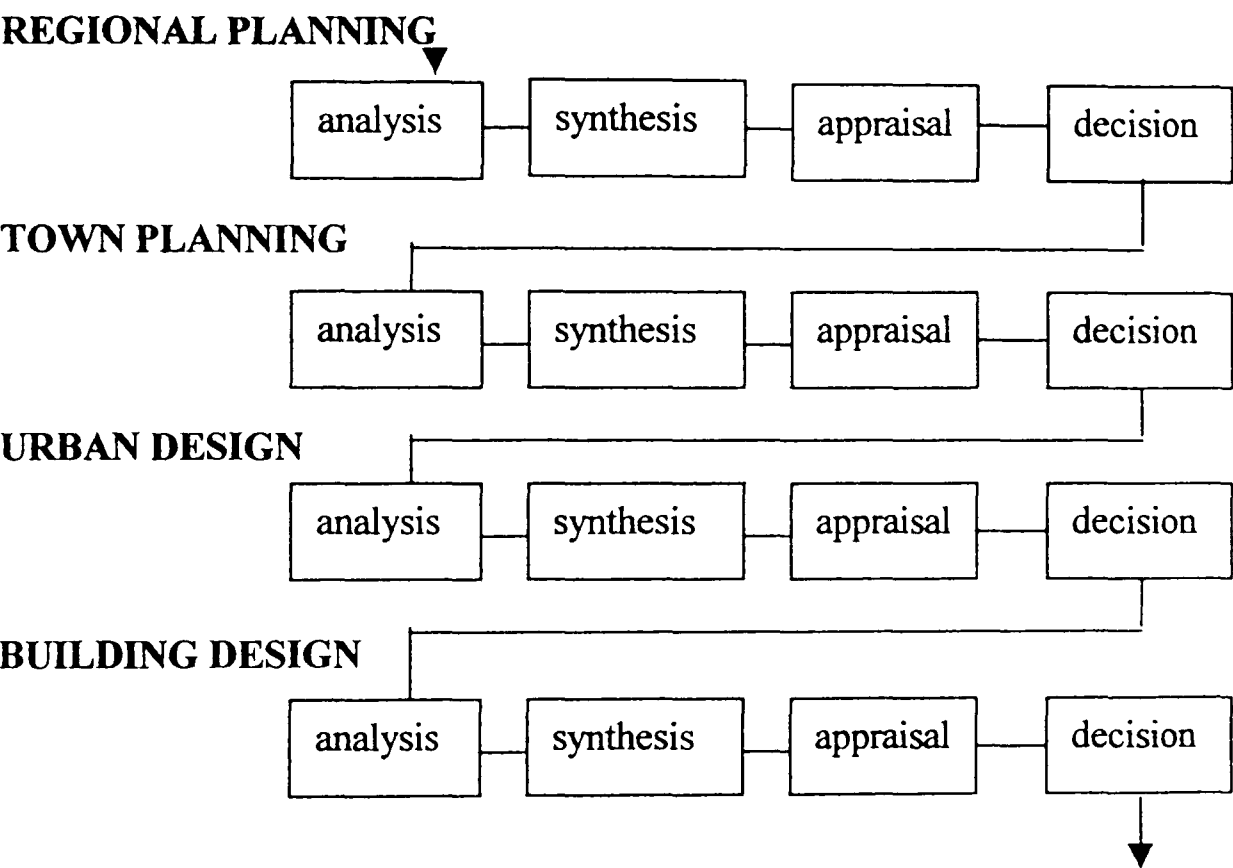 REGIONAL PLANNING
analysis synthesis appraisal decision
TOWN PLANNING
analysis synthesis appraisal decision
URBAN DESIGN
analysis synthesis appraisal decision
BUILDING DESIGN
analysis synthesis appraisal decision